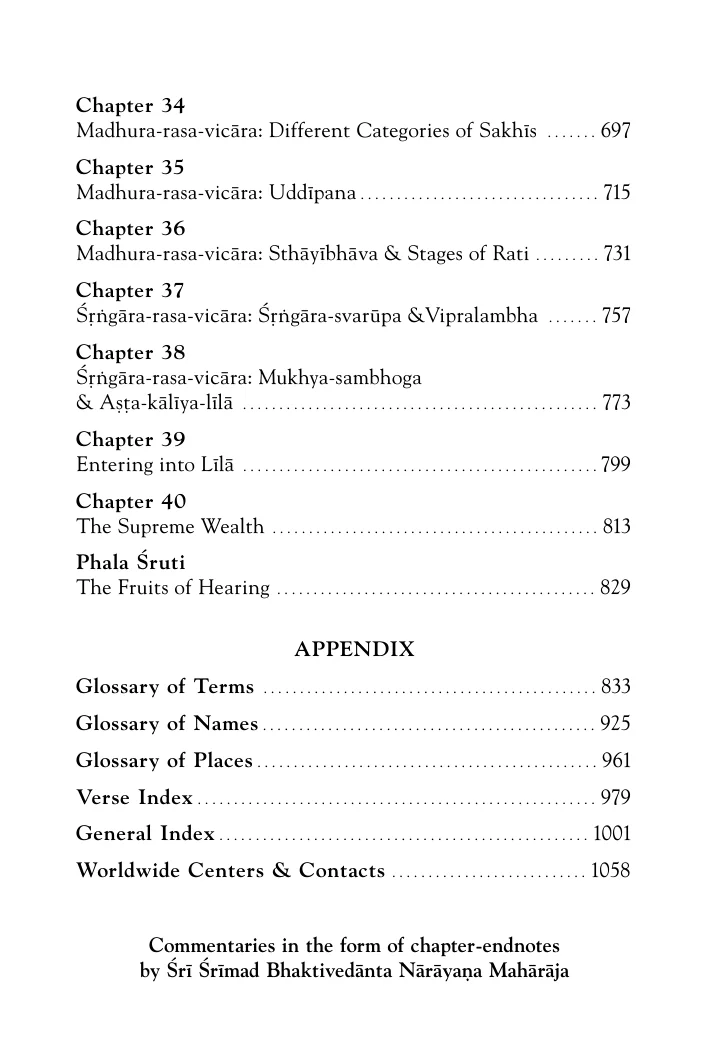 Chapter 34
Madhura-rasa-vicāra: Different Categories of Sakhīs ....... 697
Chapter 35
Madhura-rasa-vicāra: Uddīpana ................................. 715
Chapter 36
Madhura-rasa-vicāra: Sthāyībhāva & Stages of Rati ......... 731
Chapter 37
Śṛṅgāra-rasa-vicāra: Śṛṅgāra-svarūpa &Vipralambha ....... 757
Chapter 38
Śṛṅgāra-rasa-vicāra: Mukhya-sambhoga
& Aṣṭa-kālīya-līlā ................................................. 773
Chapter 39
Entering into Līlā ................................................. 799
Chapter 40
The Supreme Wealth ............................................. 813
Phala Śruti
The Fruits of Hearing ............................................ 829
APPENDIX
Glossary of Terms .............................................. 833
Glossary of Names .............................................. 925
Glossary of Places ............................................... 961
Verse Index ....................................................... 979
General Index ................................................... 1001
Worldwide Centers & Contacts ........................... 1058
Commentaries in the form of chapter-endnotes
by Śrī Śrīmad Bhaktivedānta Nārāyaṇa Mahārāja